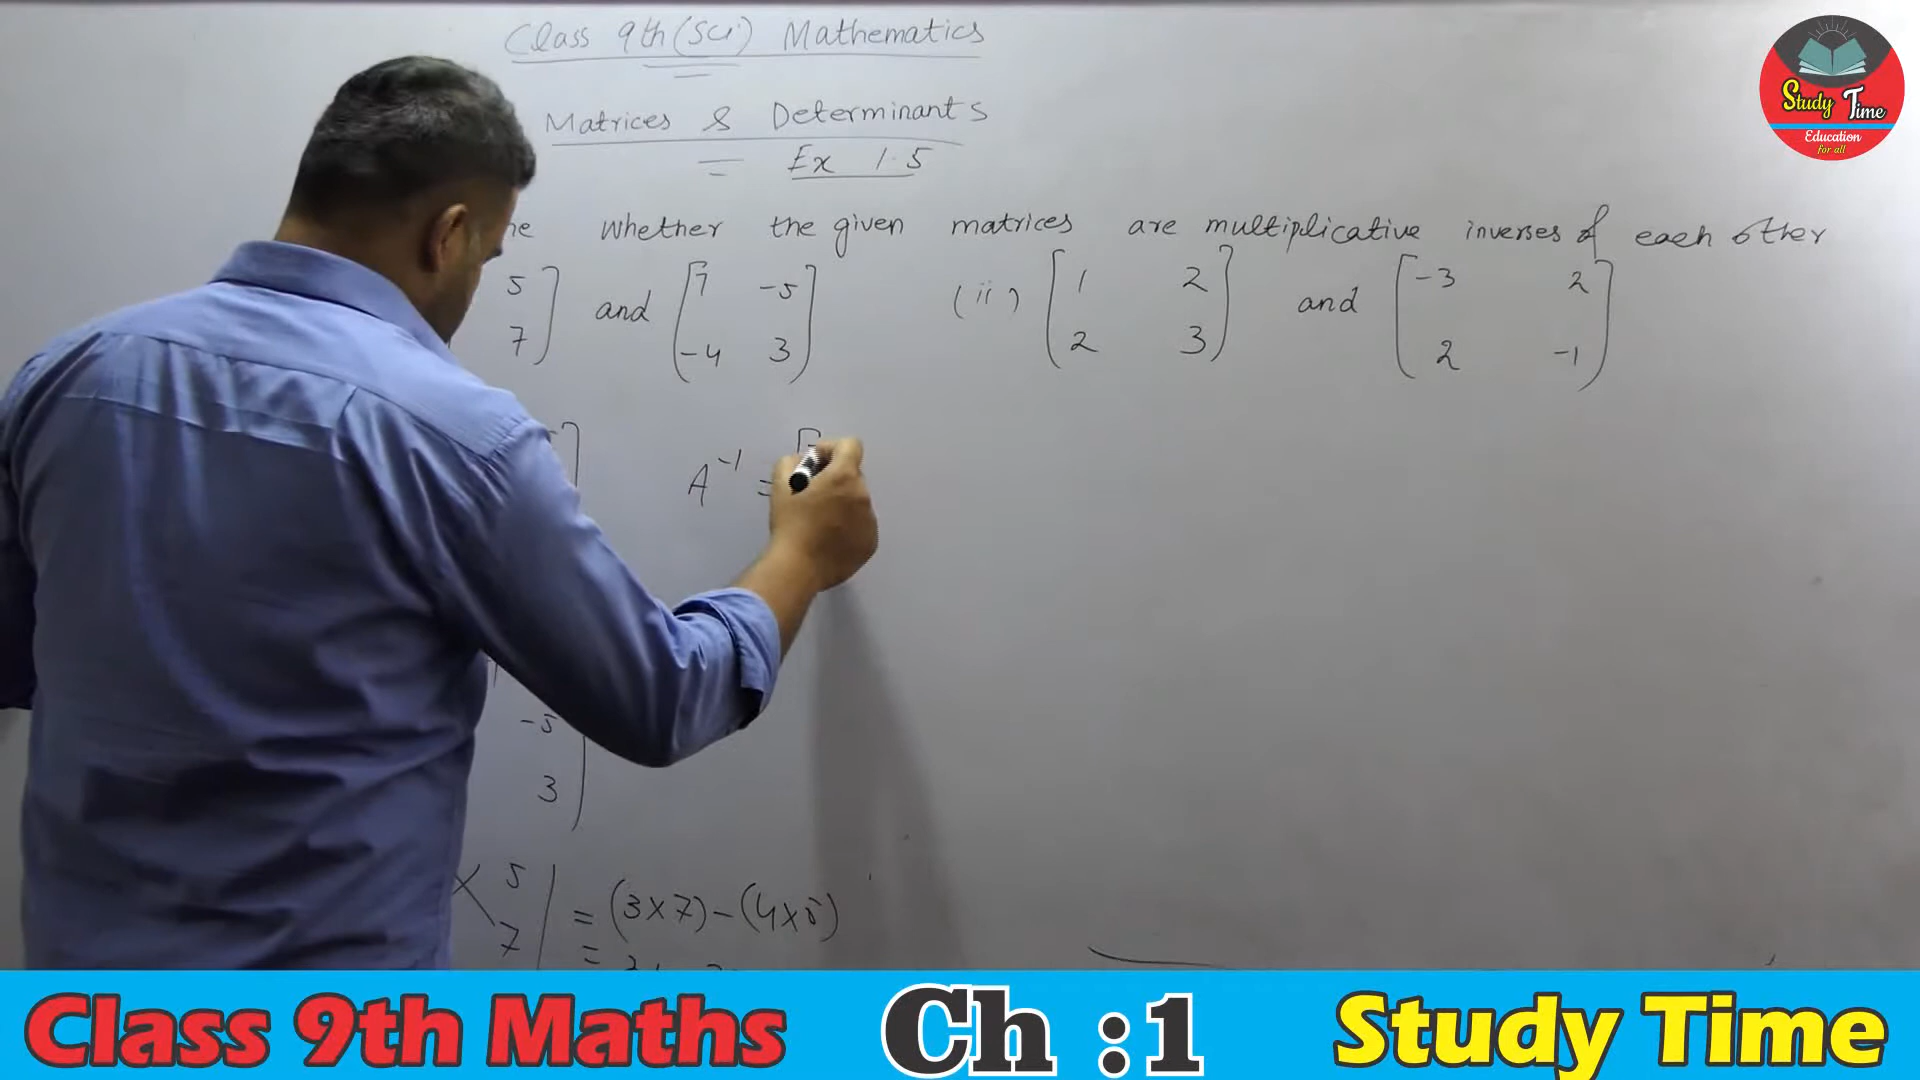 Class 9th (Sci) Mathematics
Matrices & Determinants
Ex 1.5
Study Time
Education
for all
whether the given matrices are multiplicative inverses of each other
5
7
and
7 -5
-4 3
(ii)
1 2
2 3
and
-3 2
2 -1
A⁻¹ =
-5
3
5
7
= (3×7)-(4×5)
=
Class 9th Maths Ch :1 Study Time